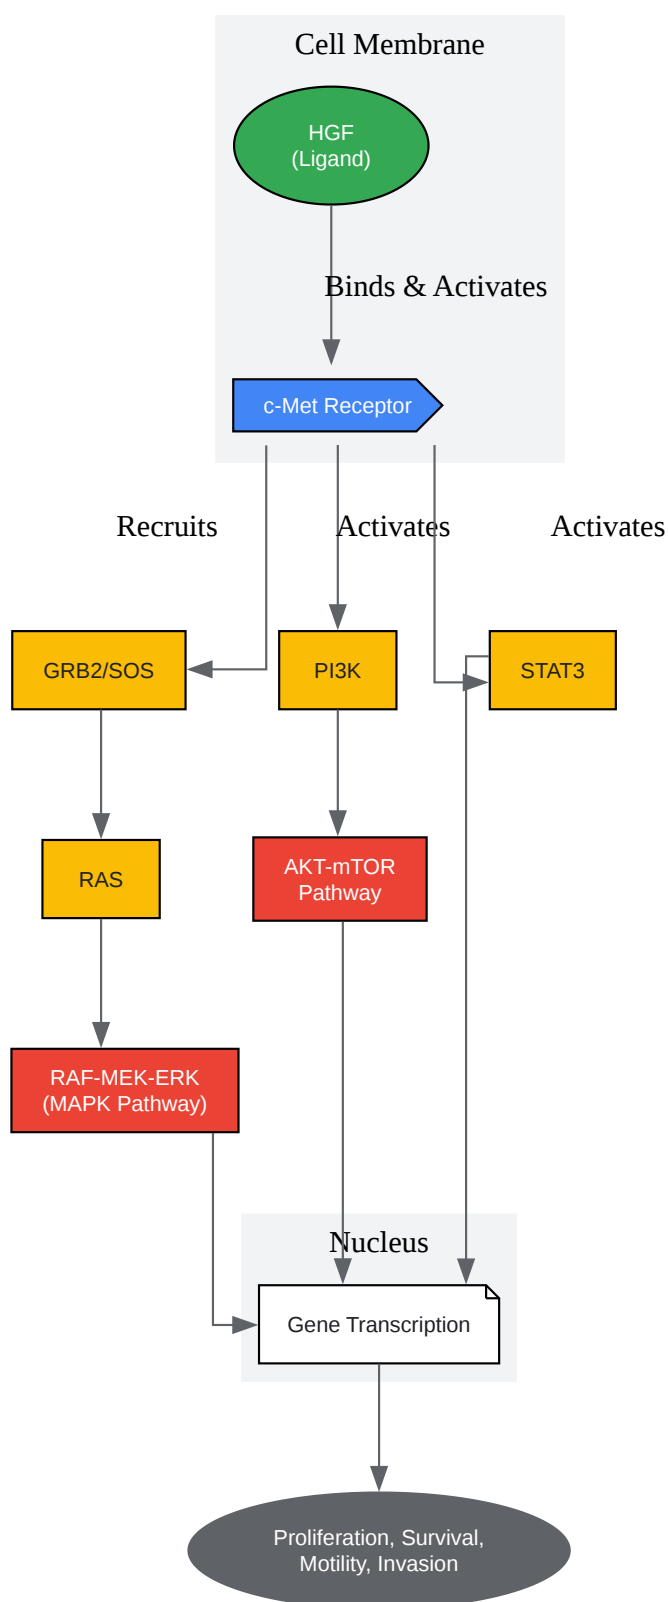 Cell Membrane
HGF
(Ligand)
Binds & Activates
c-Met Receptor
Recruits
Activates
Activates
GRB2/SOS
PI3K
STAT3
AKT-mTOR
Pathway
RAS
RAF-MEK-ERK
(MAPK Pathway)
Nucleus
Gene Transcription
Proliferation, Survival,
Motility, Invasion